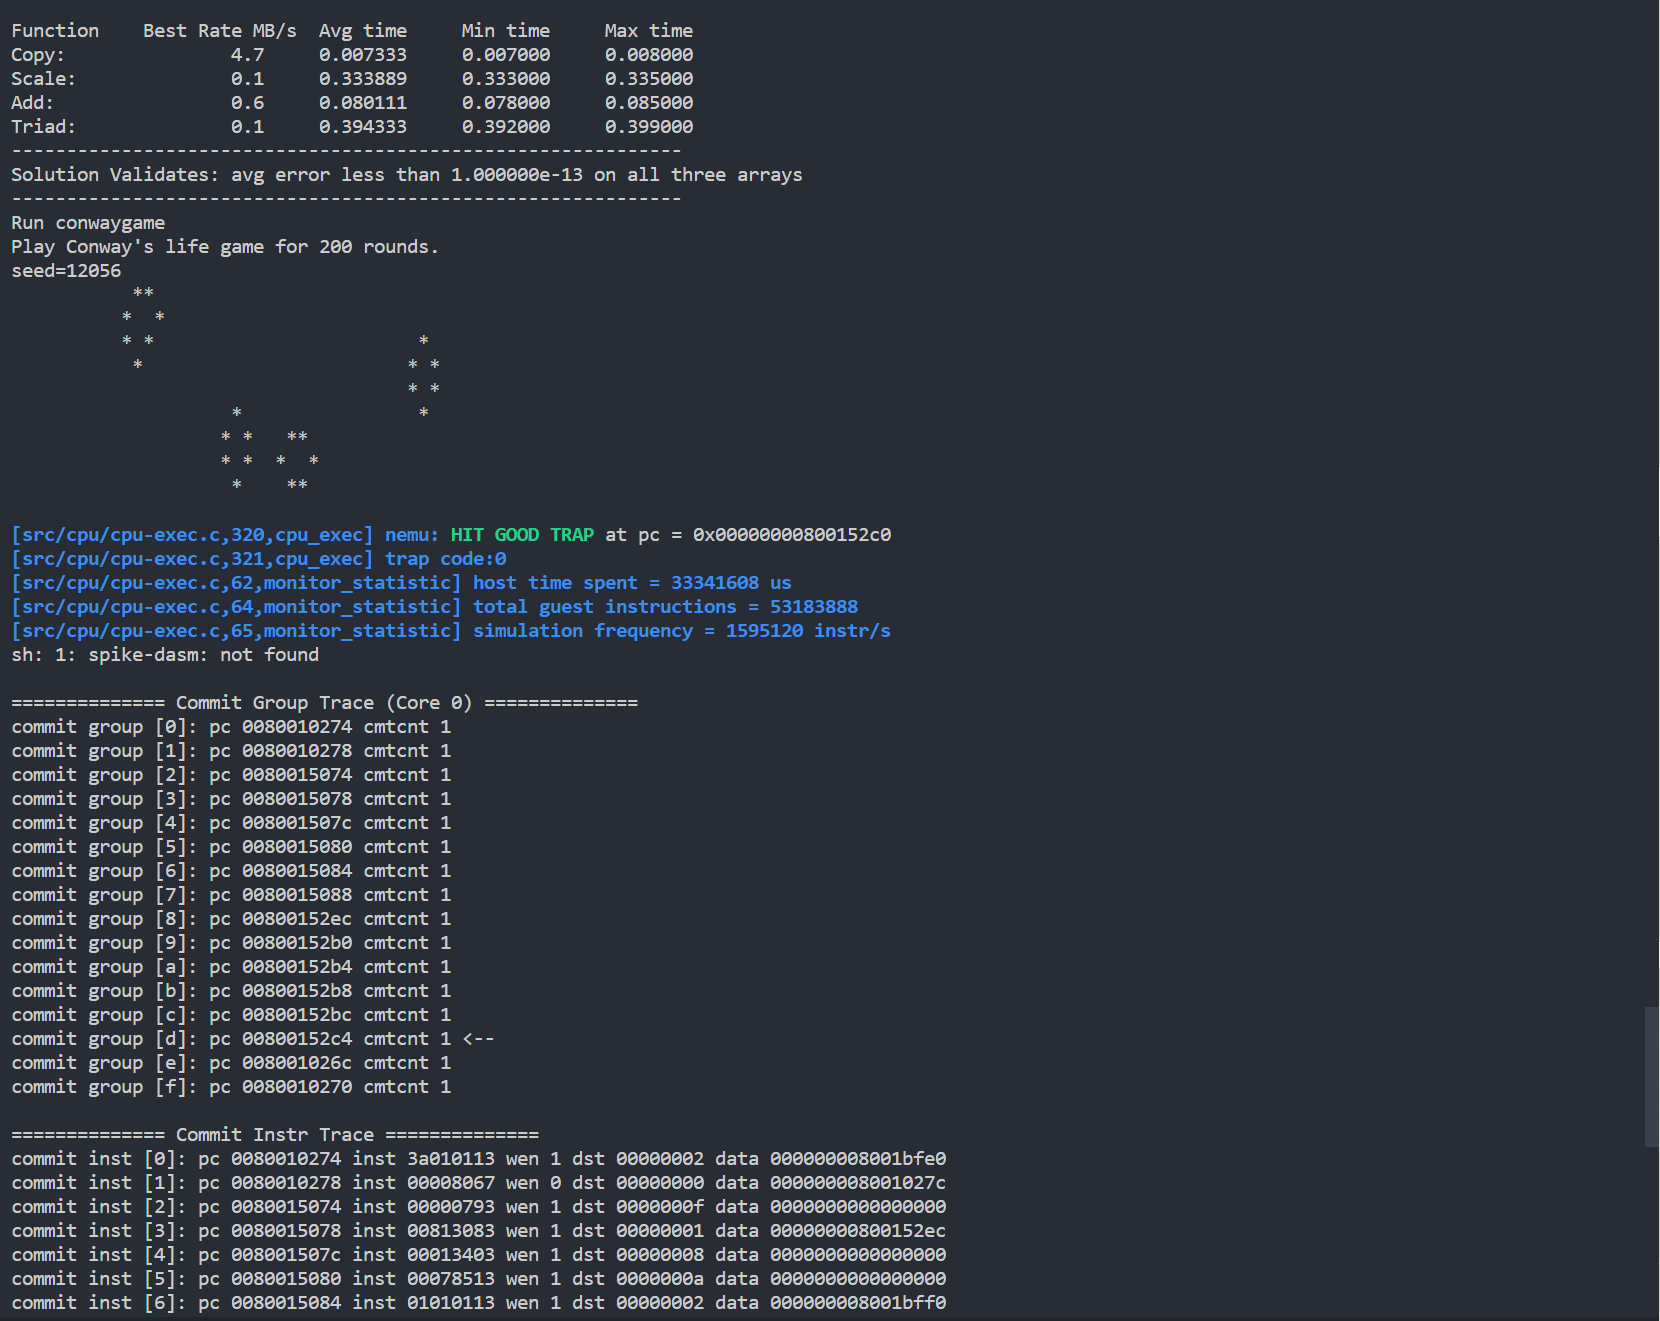 Function    Best Rate MB/s  Avg time     Min time     Max time
Copy:               4.7     0.007333     0.007000     0.008000
Scale:              0.1     0.333889     0.333000     0.335000
Add:                0.6     0.080111     0.078000     0.085000
Triad:              0.1     0.394333     0.392000     0.399000
-------------------------------------------------------------
Solution Validates: avg error less than 1.000000e-13 on all three arrays
-------------------------------------------------------------
Run conwaygame
Play Conway's life game for 200 rounds.
seed=12056
           **
          *  *
          * *                        *
           *                        * *
                                    * *
                    *                *
                   * *   **
                   * *  *  *
                    *    **
[src/cpu/cpu-exec.c,320,cpu_exec] nemu: HIT GOOD TRAP at pc = 0x00000000800152c0
[src/cpu/cpu-exec.c,321,cpu_exec] trap code:0
[src/cpu/cpu-exec.c,62,monitor_statistic] host time spent = 33341608 us
[src/cpu/cpu-exec.c,64,monitor_statistic] total guest instructions = 53183888
[src/cpu/cpu-exec.c,65,monitor_statistic] simulation frequency = 1595120 instr/s
sh: 1: spike-dasm: not found
============== Commit Group Trace (Core 0) ==============
commit group [0]: pc 0080010274 cmtcnt 1
commit group [1]: pc 0080010278 cmtcnt 1
commit group [2]: pc 0080015074 cmtcnt 1
commit group [3]: pc 0080015078 cmtcnt 1
commit group [4]: pc 008001507c cmtcnt 1
commit group [5]: pc 0080015080 cmtcnt 1
commit group [6]: pc 0080015084 cmtcnt 1
commit group [7]: pc 0080015088 cmtcnt 1
commit group [8]: pc 00800152ec cmtcnt 1
commit group [9]: pc 00800152b0 cmtcnt 1
commit group [a]: pc 00800152b4 cmtcnt 1
commit group [b]: pc 00800152b8 cmtcnt 1
commit group [c]: pc 00800152bc cmtcnt 1
commit group [d]: pc 00800152c4 cmtcnt 1 <--
commit group [e]: pc 008001026c cmtcnt 1
commit group [f]: pc 0080010270 cmtcnt 1
============== Commit Instr Trace ==============
commit inst [0]: pc 0080010274 inst 3a010113 wen 1 dst 00000002 data 000000008001bfe0
commit inst [1]: pc 0080010278 inst 00008067 wen 0 dst 00000000 data 000000008001027c
commit inst [2]: pc 0080015074 inst 00000793 wen 1 dst 0000000f data 0000000000000000
commit inst [3]: pc 0080015078 inst 00813083 wen 1 dst 00000001 data 00000000800152ec
commit inst [4]: pc 008001507c inst 00013403 wen 1 dst 00000008 data 0000000000000000
commit inst [5]: pc 0080015080 inst 00078513 wen 1 dst 0000000a data 0000000000000000
commit inst [6]: pc 0080015084 inst 01010113 wen 1 dst 00000002 data 000000008001bff0